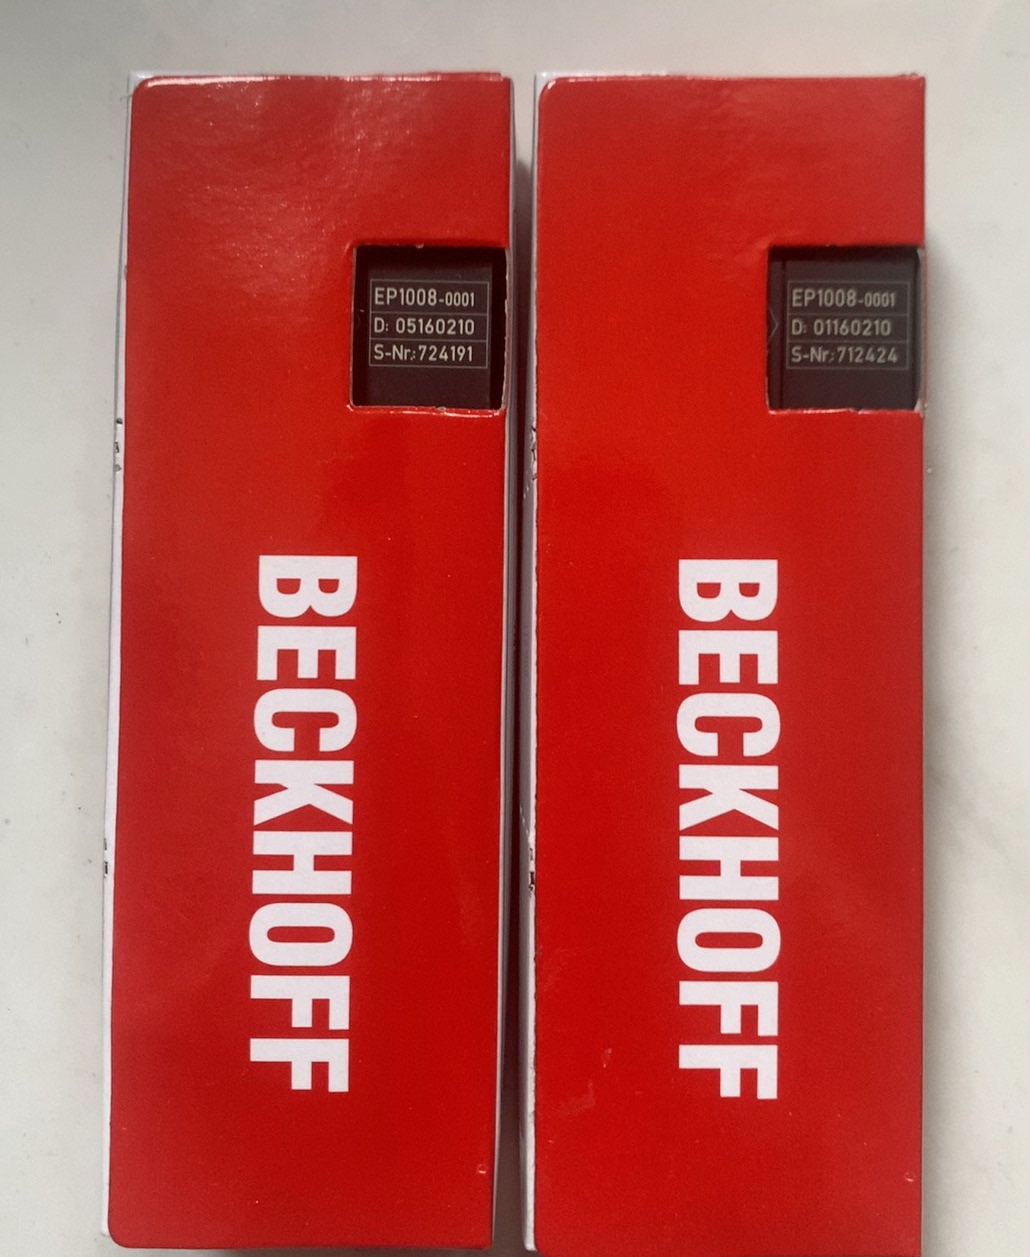 EP1008-0001
D: 05160210
S-Nr.:724191
BECKHOFF
EP1008-0001
D: 01160210
S-Nr.:712424
BECKHOFF